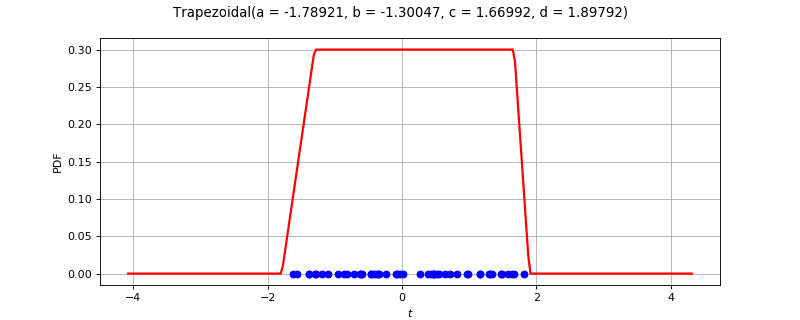 Trapezoidal(a = -1.78921, b = -1.30047, c = 1.66992, d = 1.89792)
0.30
0.25
0.20
0.15
0.10
0.05
0.00
PDF
−4 −2 0 2 4
t